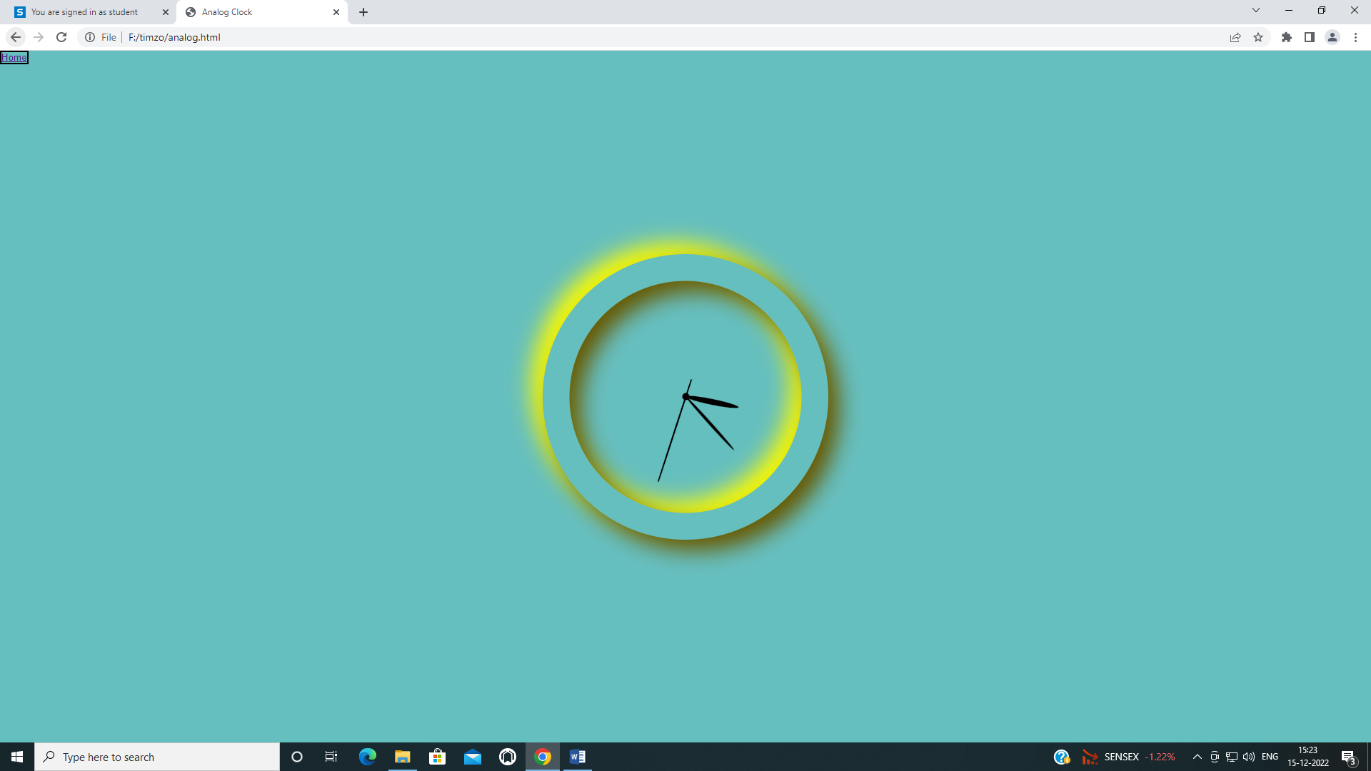 S You are signed in as student
Analog Clock
File F:/timzo/analog.html
Home
Type here to search
W
SENSEX -1.22%
ENG
15:23
15-12-2022
3